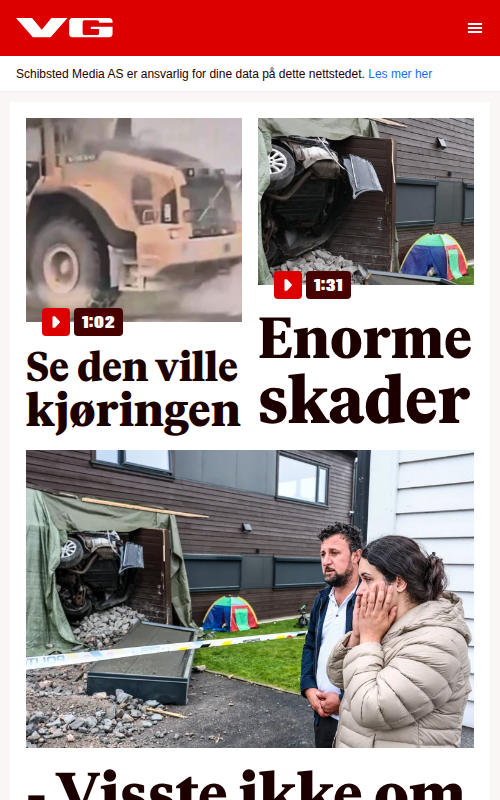 VG
Schibsted Media AS er ansvarlig for dine data på dette nettstedet. Les mer her
1:02
Se den ville
kjøringen
1:31
Enorme
skader
- Visste ikke om